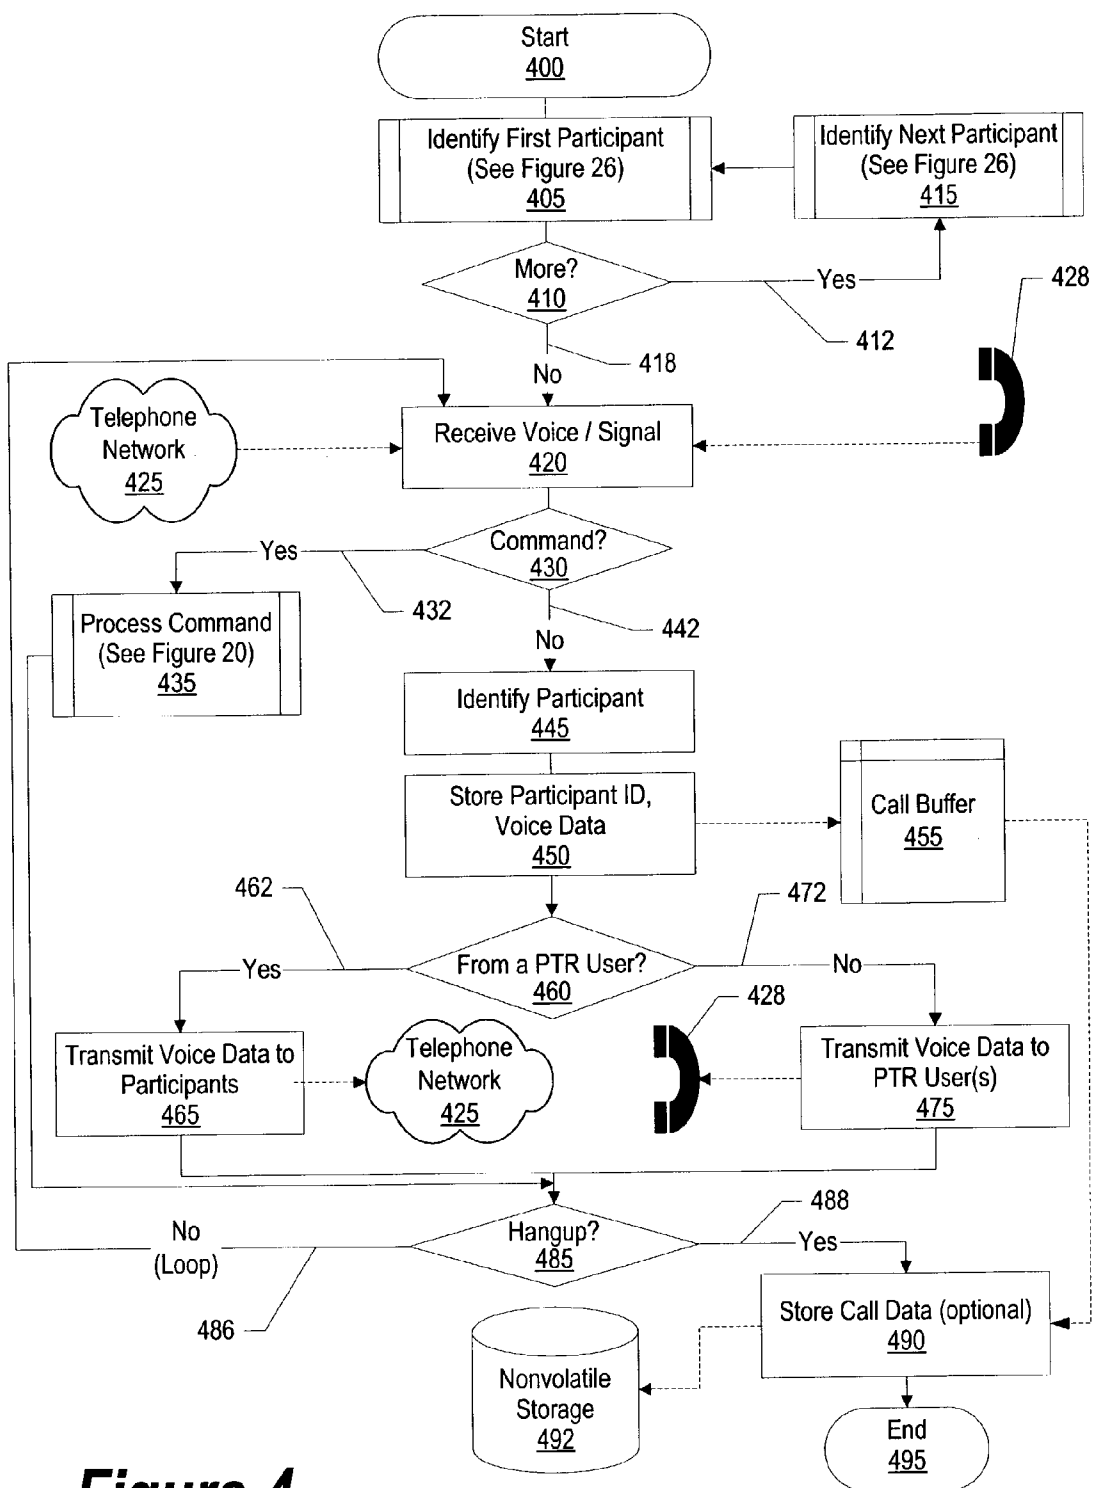 Start
400
Identify First Participant
(See Figure 26)
405
Identify Next Participant
(See Figure 26)
415
More?
410
Yes
412
428
418
No
Telephone
Network
425
Receive Voice / Signal
420
Command?
430
Yes
432
442
No
Process Command
(See Figure 20)
435
Identify Participant
445
Store Participant ID,
Voice Data
450
Call Buffer
455
462
472
From a PTR User?
460
Yes
No
428
Transmit Voice Data to
Participants
465
Telephone
Network
425
Transmit Voice Data to
PTR User(s)
475
Hangup?
485
488
Yes
No
(Loop)
486
Store Call Data (optional)
490
Nonvolatile
Storage
492
End
495
Figure 4